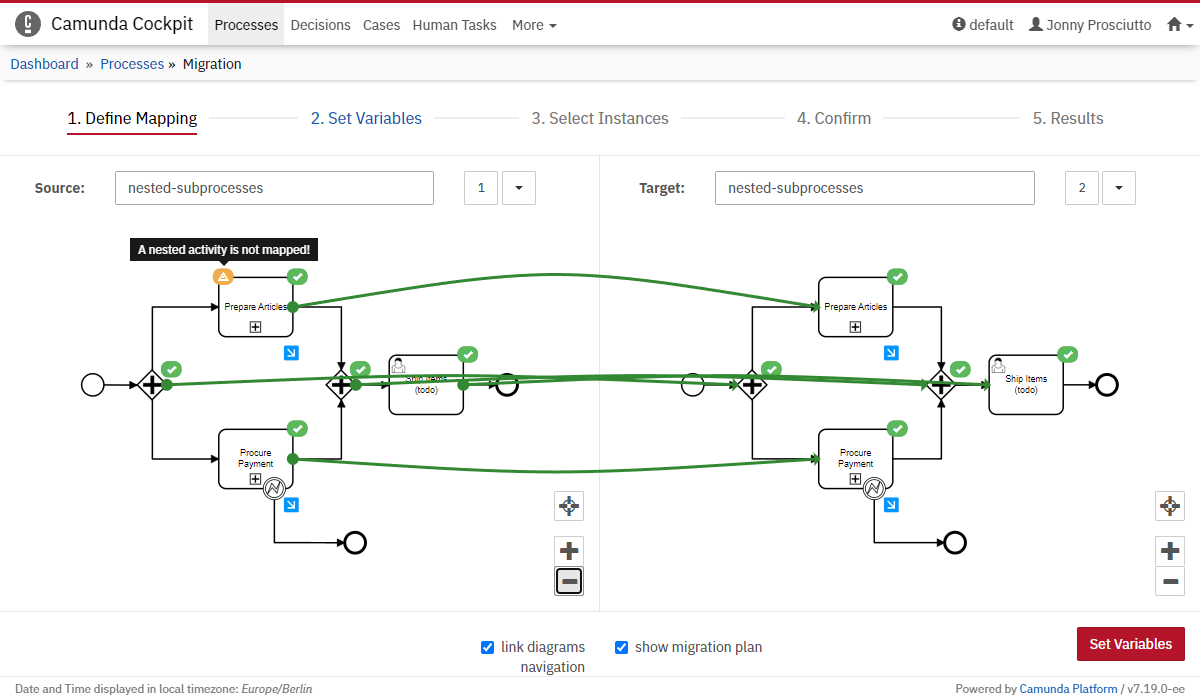 Camunda Cockpit Processes Decisions Cases Human Tasks More default Jonny Prosciutto
Dashboard » Processes » Migration
1. Define Mapping 2. Set Variables 3. Select Instances 4. Confirm 5. Results
Source: nested-subprocesses 1 Target: nested-subprocesses 2
A nested activity is not mapped!
Prepare Articles Prepare Articles
Ship Items Ship Items
(todo) (todo)
Procure Procure
Payment Payment
link diagrams show migration plan Set Variables
navigation
Date and Time displayed in local timezone: Europe/Berlin Powered by Camunda Platform / v7.19.0-ee